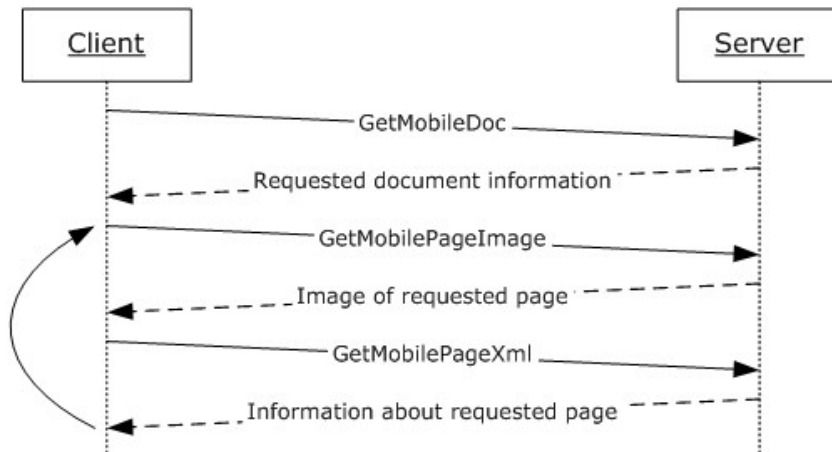 Client
Server
GetMobileDoc
Requested document information
GetMobilePageImage
Image of requested page
GetMobilePageXml
Information about requested page